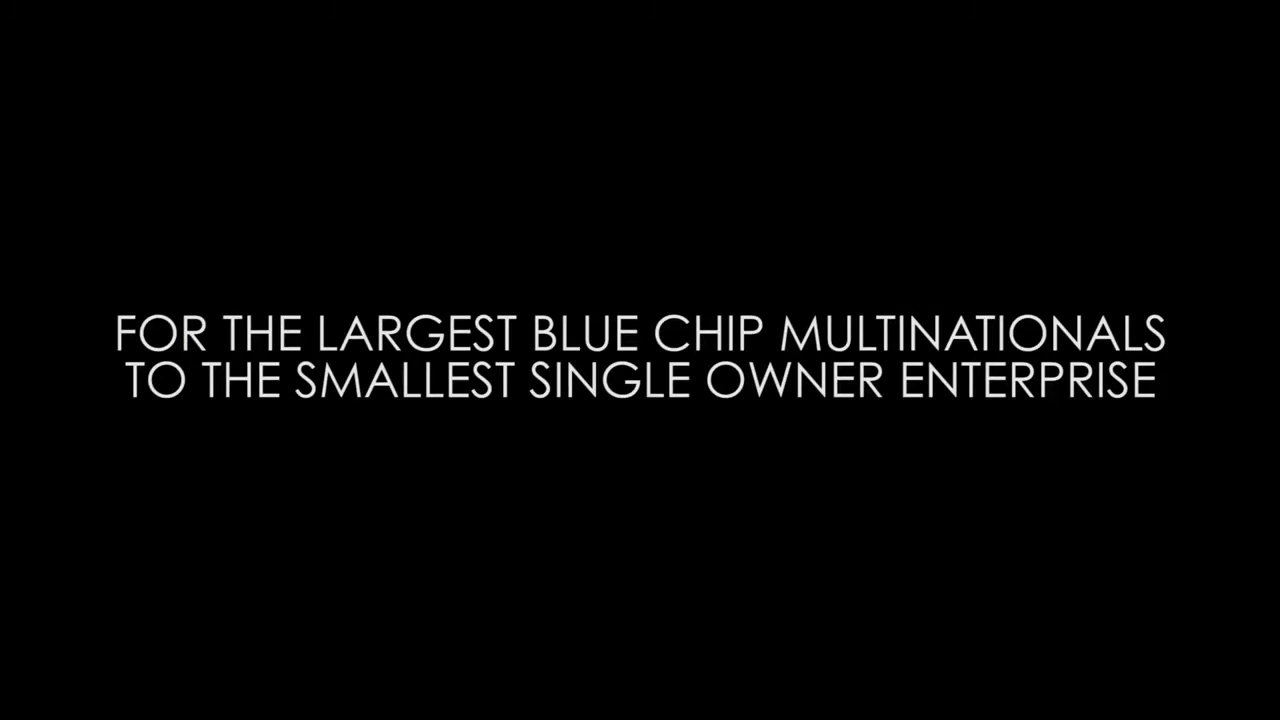 FOR THE LARGEST BLUE CHIP MULTINATIONALS
TO THE SMALLEST SINGLE OWNER ENTERPRISE